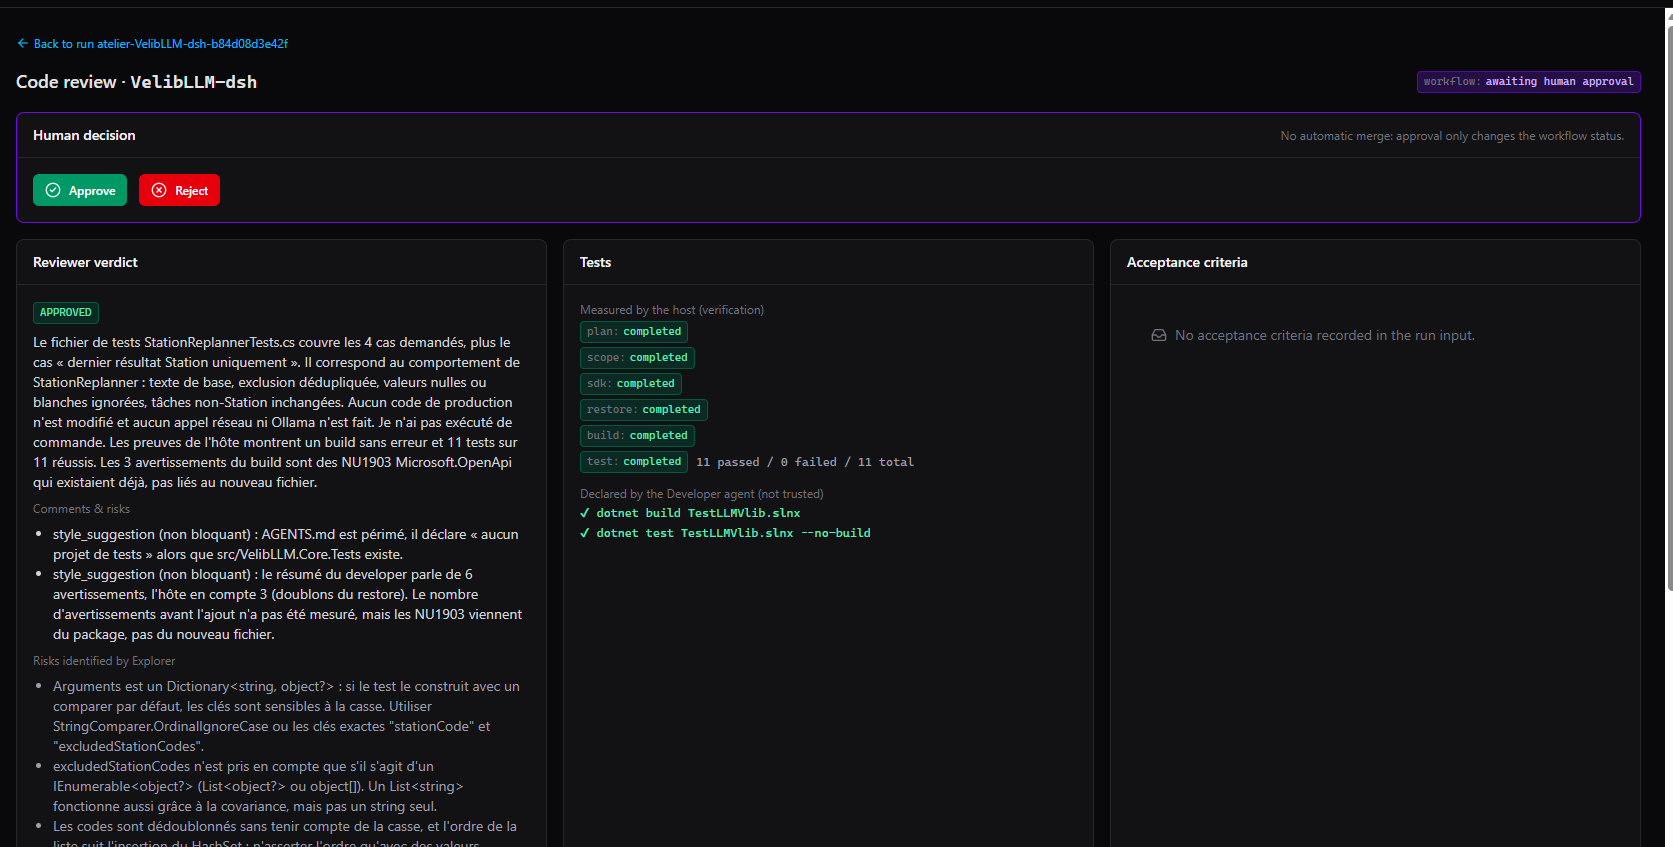 ← Back to run atelier-VelibLLM-dsh-b84d08d3e42f
Code review · VelibLLM-dsh
workflow: awaiting human approval
Human decision
No automatic merge: approval only changes the workflow status.
Approve
Reject
Reviewer verdict
APPROVED
Le fichier de tests StationReplannerTests.cs couvre les 4 cas demandés, plus le
cas « dernier résultat Station uniquement ». Il correspond au comportement de
StationReplanner : texte de base, exclusion dédupliquée, valeurs nulles ou
blanches ignorées, tâches non-Station inchangées. Aucun code de production
n'est modifié et aucun appel réseau ni Ollama n'est fait. Je n'ai pas exécuté de
commande. Les preuves de l'hôte montrent un build sans erreur et 11 tests sur
11 réussis. Les 3 avertissements du build sont des NU1903 Microsoft.OpenApi
qui existaient déjà, pas liés au nouveau fichier.
Comments & risks
• style_suggestion (non bloquant) : AGENTS.md est périmé, il déclare « aucun
projet de tests » alors que src/VelibLLM.Core.Tests existe.
• style_suggestion (non bloquant) : le résumé du developer parle de 6
avertissements, l'hôte en compte 3 (doublons du restore). Le nombre
d'avertissements avant l'ajout n'a pas été mesuré, mais les NU1903 viennent
du package, pas du nouveau fichier.
Risks identified by Explorer
• Arguments est un Dictionary<string, object?> : si le test le construit avec un
comparer par défaut, les clés sont sensibles à la casse. Utiliser
StringComparer.OrdinalIgnoreCase ou les clés exactes "stationCode" et
"excludedStationCodes".
• excludedStationCodes n'est pris en compte que s'il s'agit d'un
IEnumerable<object?> (List<object?> ou object[]). Un List<string>
fonctionne aussi grâce à la covariance, mais pas un string seul.
• Les codes sont dédoublonnés sans tenir compte de la casse, et l'ordre de la
liste suit l'insertion du HashSet : n'asserter l'ordre qu'avec des valeurs
Tests
Measured by the host (verification)
plan: completed
scope: completed
sdk: completed
restore: completed
build: completed
test: completed 11 passed / 0 failed / 11 total
Declared by the Developer agent (not trusted)
✓ dotnet build TestLLMVlib.slnx
✓ dotnet test TestLLMVlib.slnx --no-build
Acceptance criteria
No acceptance criteria recorded in the run input.